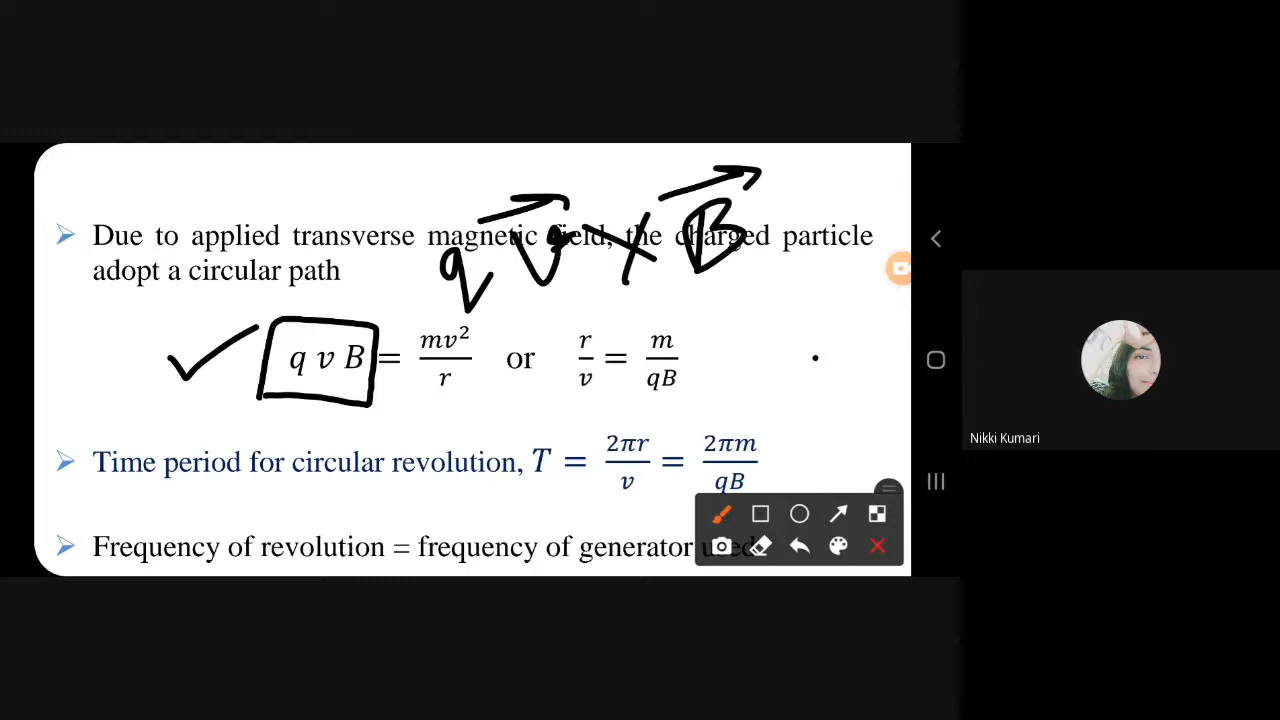 q v⃗ × B⃗
➤ Due to applied transverse magnetic field, the charged particle
adopt a circular path
q v B = mv²/r or r/v = m/qB
➤ Time period for circular revolution, T = 2πr/v = 2πm/qB
➤ Frequency of revolution = frequency of generator used
Nikki Kumari